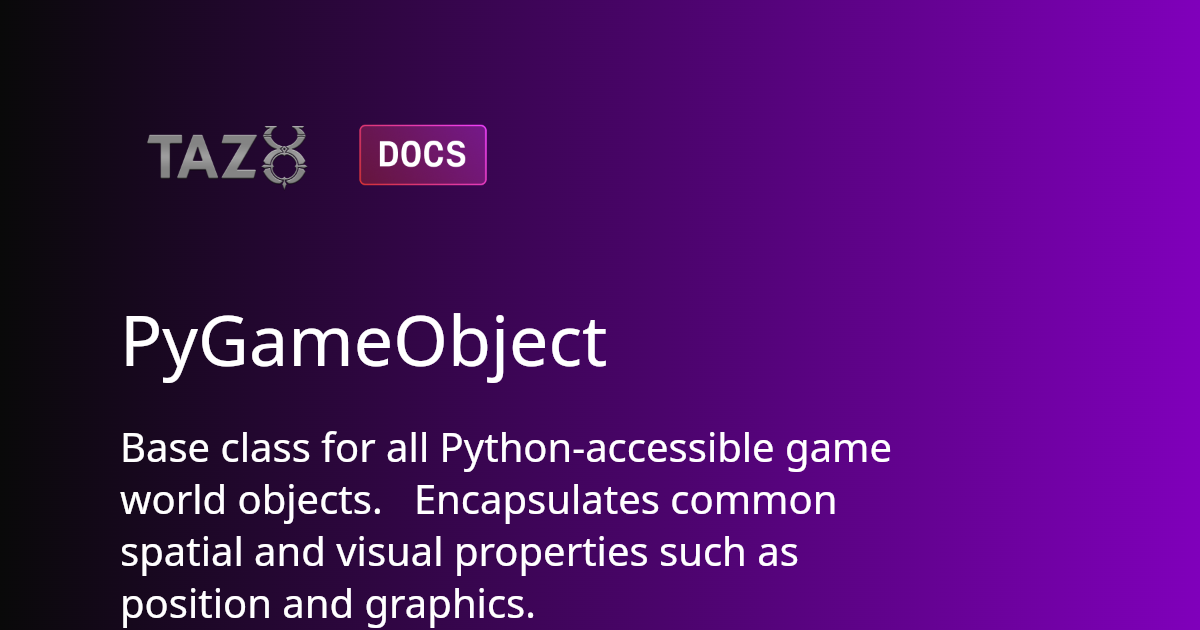 TAZ8 DOCS
PyGameObject
Base class for all Python-accessible game
world objects.   Encapsulates common
spatial and visual properties such as
position and graphics.